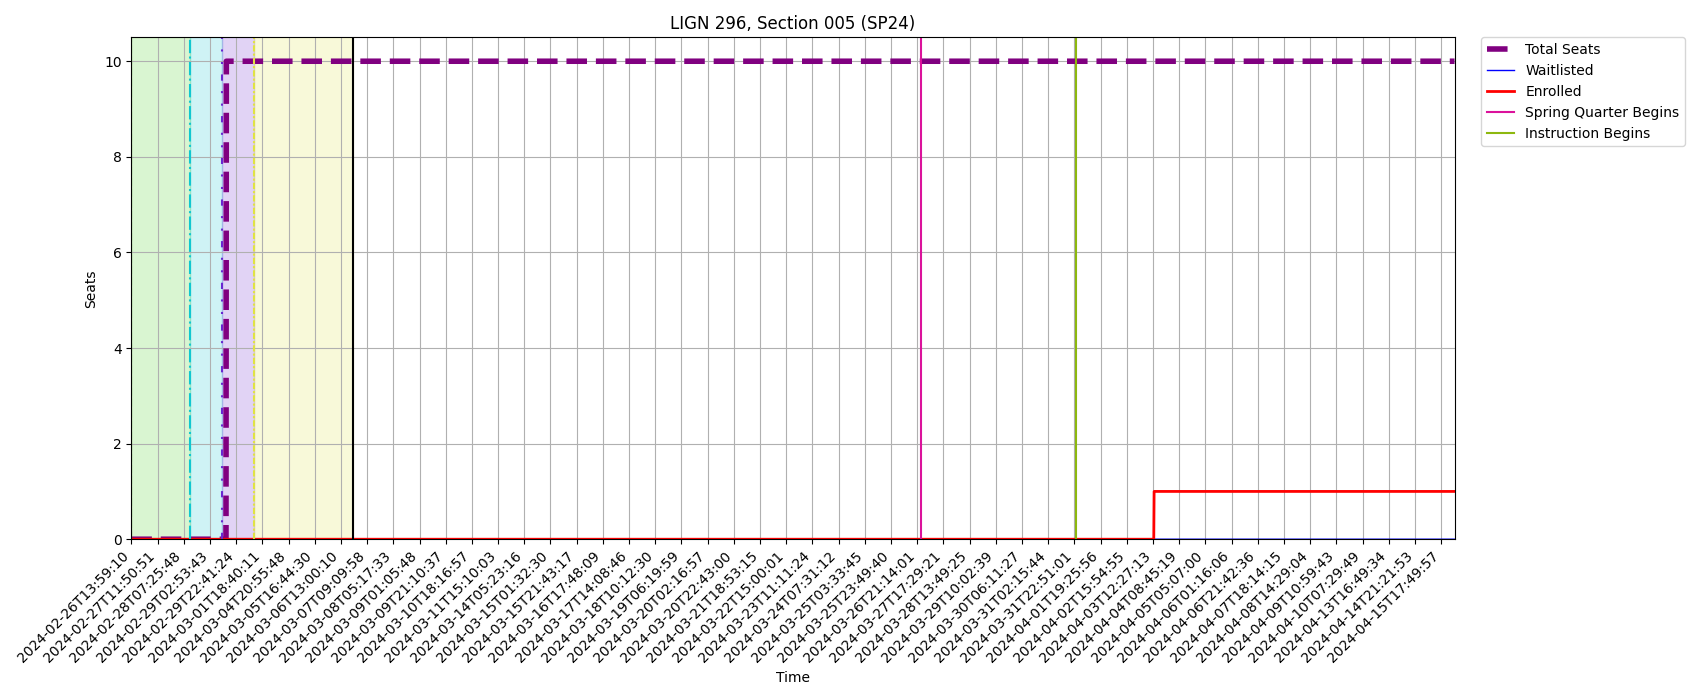 LIGN 296, Section 005 (SP24)
Total Seats
Waitlisted
Enrolled
Spring Quarter Begins
Instruction Begins
Seats
10
8
6
4
2
0
2024-02-26T13:59:10
2024-02-27T11:50:51
2024-02-28T07:25:48
2024-02-29T02:53:43
2024-02-29T22:41:24
2024-03-01T18:40:11
2024-03-04T20:55:48
2024-03-05T16:44:30
2024-03-06T13:00:10
2024-03-07T09:09:58
2024-03-08T05:17:33
2024-03-09T01:05:48
2024-03-09T21:10:37
2024-03-10T18:16:57
2024-03-11T15:10:03
2024-03-14T05:23:16
2024-03-15T01:32:30
2024-03-15T21:43:17
2024-03-16T17:48:09
2024-03-17T14:08:46
2024-03-18T10:12:30
2024-03-19T06:19:59
2024-03-20T02:16:57
2024-03-20T22:43:00
2024-03-21T18:53:15
2024-03-22T15:00:01
2024-03-23T11:11:24
2024-03-24T07:31:12
2024-03-25T03:33:45
2024-03-25T23:49:40
2024-03-26T21:14:01
2024-03-27T17:29:21
2024-03-28T13:49:25
2024-03-29T10:02:39
2024-03-30T06:11:27
2024-03-31T02:15:44
2024-03-31T22:51:01
2024-04-01T19:25:56
2024-04-02T15:54:55
2024-04-03T12:27:13
2024-04-04T08:45:19
2024-04-05T05:07:00
2024-04-06T01:16:06
2024-04-06T21:42:36
2024-04-07T18:14:15
2024-04-08T14:29:04
2024-04-09T10:59:43
2024-04-10T07:29:49
2024-04-13T16:49:34
2024-04-14T21:21:53
2024-04-15T17:49:57
Time